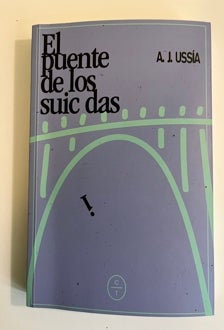 El
puente
de los
suic das
A. J. USSÍA
i
C
T